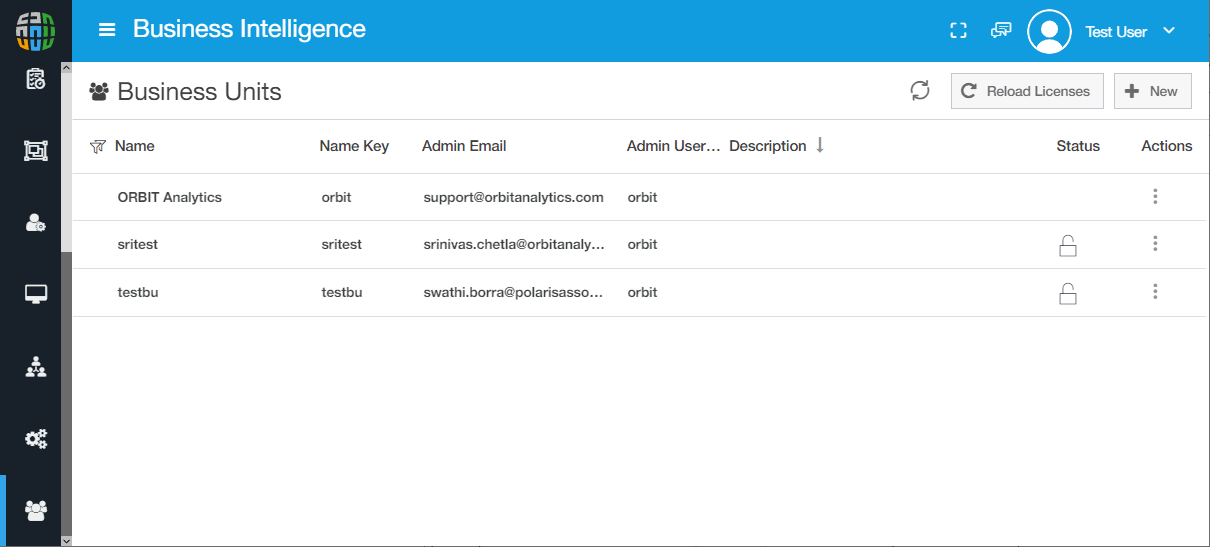 Business Intelligence
Test User
Business Units
Reload Licenses
New
Name Name Key Admin Email Admin User... Description Status Actions
ORBIT Analytics orbit support@orbitanalytics.com orbit
sritest sritest srinivas.chetla@orbitanaly... orbit
testbu testbu swathi.borra@polarisasso... orbit